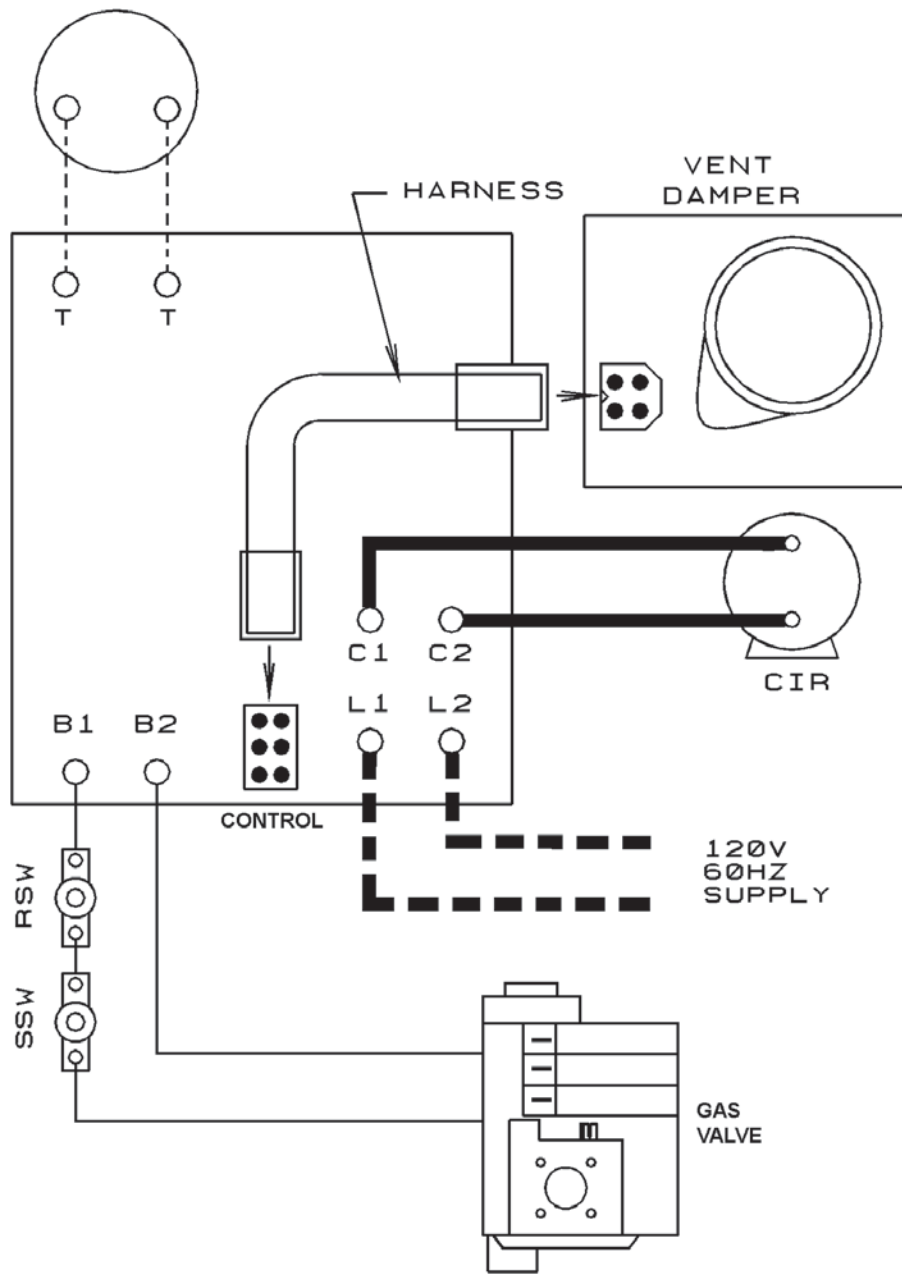 VENT
DAMPER
HARNESS
T T
C1 C2
CIR
L1 L2
B1 B2
CONTROL
120V
60HZ
SUPPLY
RSW
SSW
GAS
VALVE